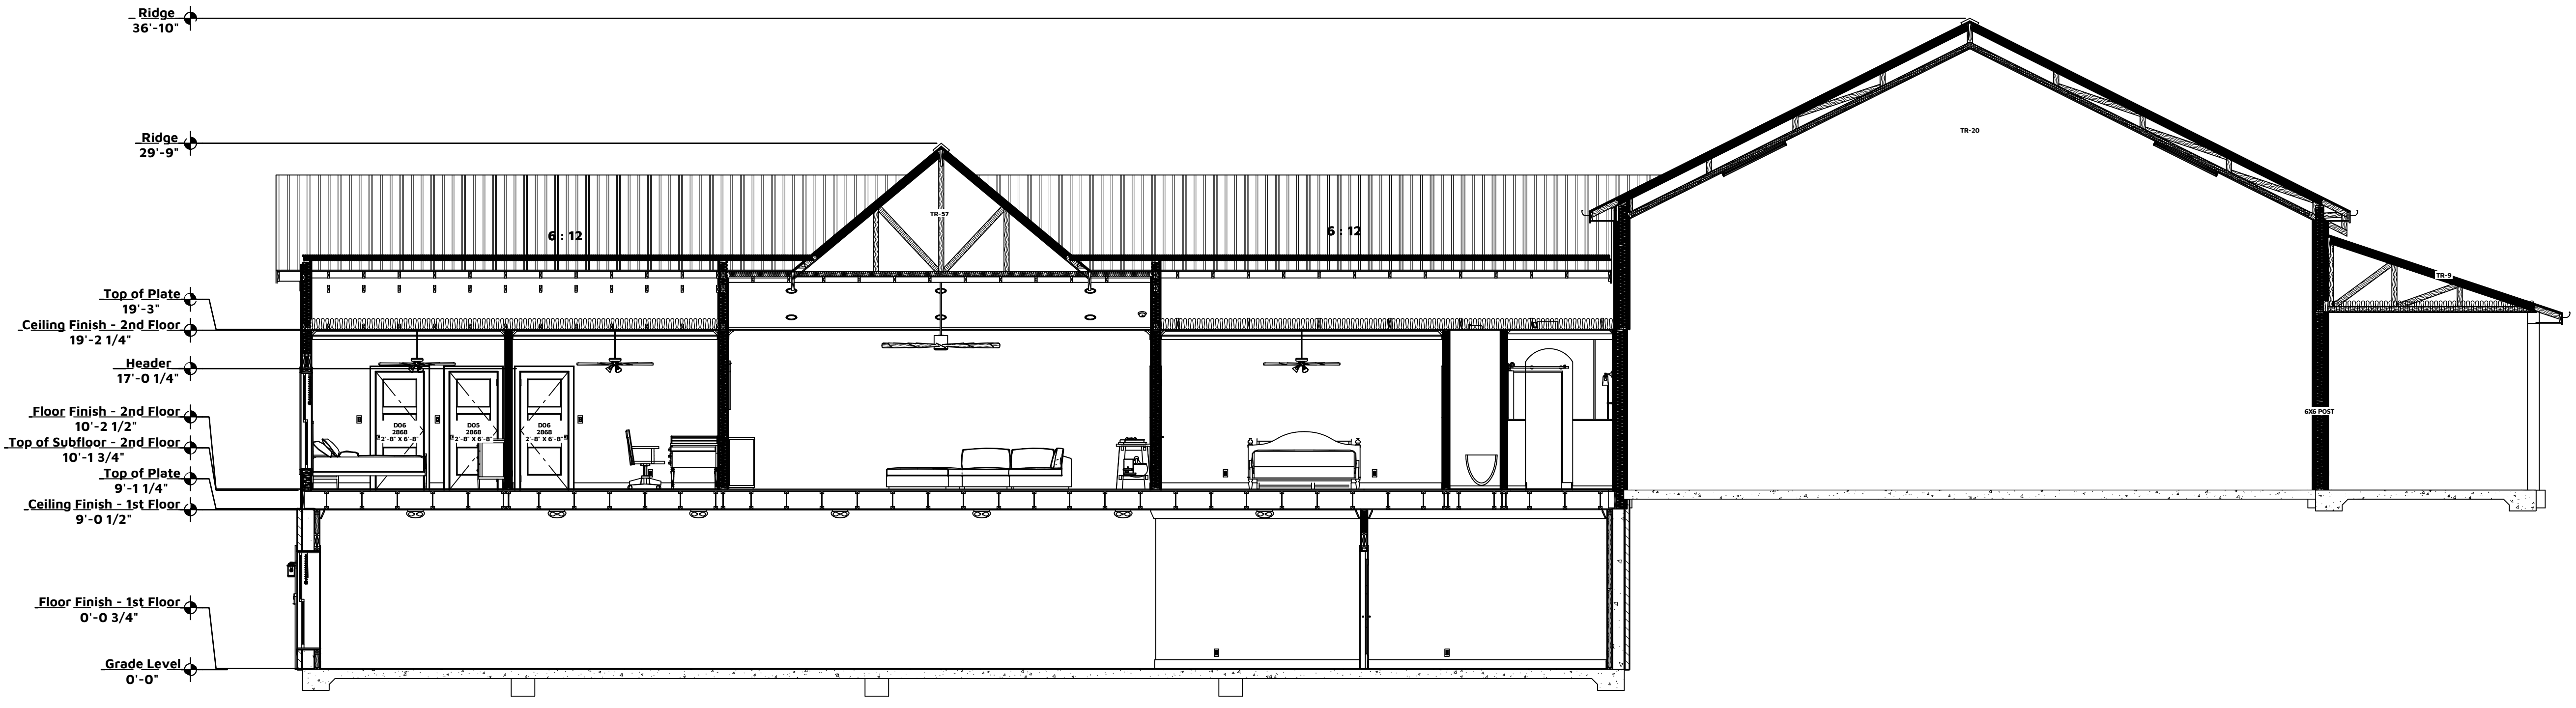 Ridge
36'-10"
Ridge
29'-9"
TR-20
TR-57
6 : 12
6 : 12
TR-9
Top of Plate
19'-3"
Ceiling Finish - 2nd Floor
19'-2 1/4"
Header
17'-0 1/4"
Floor Finish - 2nd Floor
10'-2 1/2"
Top of Subfloor - 2nd Floor
10'-1 3/4"
Top of Plate
9'-1 1/4"
Ceiling Finish - 1st Floor
9'-0 1/2"
Floor Finish - 1st Floor
0'-0 3/4"
Grade Level
0'-0"
D06
2868
2'-8" X 6'-8"
D05
2868
2'-8" X 6'-8"
D06
2868
2'-8" X 6'-8"
6X6 POST